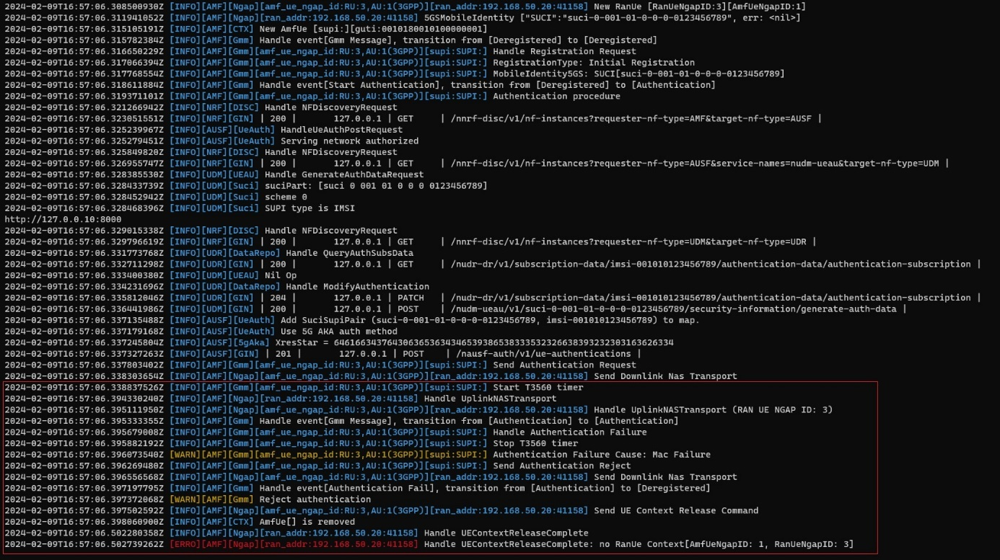 2024-02-09T16:57:06.308500930Z [INFO][AMF][Ngap][amf_ue_ngap_id:RU:3,AU:1(3GPP)][ran_addr:192.168.50.20:41158] New RanUe [RanUeNgapID:3][AmfUeNgapID:1]
2024-02-09T16:57:06.311941052Z [INFO][AMF][Ngap][ran_addr:192.168.50.20:41158] 5GSMobileIdentity ["SUCI":"suci-0-001-01-0-0-0-0123456789", err: <nil>]
2024-02-09T16:57:06.315105191Z [INFO][AMF][CTX] New AmfUe [supi:][guti:00101800101000000​01]
2024-02-09T16:57:06.315782384Z [INFO][AMF][Gmm] Handle event[Gmm Message], transition from [Deregistered] to [Deregistered]
2024-02-09T16:57:06.316650229Z [INFO][AMF][Gmm][amf_ue_ngap_id:RU:3,AU:1(3GPP)][supi:SUPI:] Handle Registration Request
2024-02-09T16:57:06.317066394Z [INFO][AMF][Gmm][amf_ue_ngap_id:RU:3,AU:1(3GPP)][supi:SUPI:] RegistrationType: Initial Registration
2024-02-09T16:57:06.317768554Z [INFO][AMF][Gmm][amf_ue_ngap_id:RU:3,AU:1(3GPP)][supi:SUPI:] MobileIdentity5GS: SUCI[suci-0-001-01-0-0-0-0123456789]
2024-02-09T16:57:06.318611884Z [INFO][AMF][Gmm] Handle event[Start Authentication], transition from [Deregistered] to [Authentication]
2024-02-09T16:57:06.319371101Z [INFO][AMF][Gmm][amf_ue_ngap_id:RU:3,AU:1(3GPP)][supi:SUPI:] Authentication procedure
2024-02-09T16:57:06.321266942Z [INFO][NRF][DISC] Handle NFDiscoveryRequest
2024-02-09T16:57:06.323051551Z [INFO][NRF][GIN] | 200 |       127.0.0.1 | GET     | /nnrf-disc/v1/nf-instances?requester-nf-type=AMF&target-nf-type=AUSF |
2024-02-09T16:57:06.325239967Z [INFO][AUSF][UeAuth] HandleUeAuthPostRequest
2024-02-09T16:57:06.325279451Z [INFO][AUSF][UeAuth] Serving network authorized
2024-02-09T16:57:06.325849820Z [INFO][NRF][DISC] Handle NFDiscoveryRequest
2024-02-09T16:57:06.326955747Z [INFO][NRF][GIN] | 200 |       127.0.0.1 | GET     | /nnrf-disc/v1/nf-instances?requester-nf-type=AUSF&service-names=nudm-ueau&target-nf-type=UDM |
2024-02-09T16:57:06.328385530Z [INFO][UDM][UEAU] Handle GenerateAuthDataRequest
2024-02-09T16:57:06.328433739Z [INFO][UDM][Suci] suciPart: [suci 0 001 01 0 0 0 0123456789]
2024-02-09T16:57:06.328452942Z [INFO][UDM][Suci] scheme 0
2024-02-09T16:57:06.328468396Z [INFO][UDM][Suci] SUPI type is IMSI
http://127.0.0.10:8000
2024-02-09T16:57:06.329015338Z [INFO][NRF][DISC] Handle NFDiscoveryRequest
2024-02-09T16:57:06.329796619Z [INFO][NRF][GIN] | 200 |       127.0.0.1 | GET     | /nnrf-disc/v1/nf-instances?requester-nf-type=UDM&target-nf-type=UDR |
2024-02-09T16:57:06.331773768Z [INFO][UDR][DataRepo] Handle QueryAuthSubsData
2024-02-09T16:57:06.332711298Z [INFO][UDR][GIN] | 200 |       127.0.0.1 | GET     | /nudr-dr/v1/subscription-data/imsi-001010123456789/authentication-data/authentication-subscription |
2024-02-09T16:57:06.333400380Z [INFO][UDM][UEAU] Nil Op
2024-02-09T16:57:06.334231696Z [INFO][UDR][DataRepo] Handle ModifyAuthentication
2024-02-09T16:57:06.335812046Z [INFO][UDR][GIN] | 204 |       127.0.0.1 | PATCH   | /nudr-dr/v1/subscription-data/imsi-001010123456789/authentication-data/authentication-subscription |
2024-02-09T16:57:06.336441986Z [INFO][UDM][GIN] | 200 |       127.0.0.1 | POST    | /nudm-ueau/v1/suci-0-001-01-0-0-0-0123456789/security-information/generate-auth-data |
2024-02-09T16:57:06.337135488Z [INFO][AUSF][UeAuth] Add SuciSupiPair (suci-0-001-01-0-0-0-0123456789, imsi-001010123456789) to map.
2024-02-09T16:57:06.337179168Z [INFO][AUSF][UeAuth] Use 5G AKA auth method
2024-02-09T16:57:06.337245804Z [INFO][AUSF][5gAka] XresStar = 6461663437643063653634346539386538333532326638393232303163626334
2024-02-09T16:57:06.337327263Z [INFO][AUSF][GIN] | 201 |       127.0.0.1 | POST    | /nausf-auth/v1/ue-authentications |
2024-02-09T16:57:06.337803402Z [INFO][AMF][Gmm][amf_ue_ngap_id:RU:3,AU:1(3GPP)][supi:SUPI:] Send Authentication Request
2024-02-09T16:57:06.338303654Z [INFO][AMF][Ngap][amf_ue_ngap_id:RU:3,AU:1(3GPP)][ran_addr:192.168.50.20:41158] Send Downlink Nas Transport
2024-02-09T16:57:06.338837526Z [INFO][AMF][Gmm][amf_ue_ngap_id:RU:3,AU:1(3GPP)][supi:SUPI:] Start T3560 timer
2024-02-09T16:57:06.394330240Z [INFO][AMF][Ngap][ran_addr:192.168.50.20:41158] Handle UplinkNASTransport
2024-02-09T16:57:06.395111950Z [INFO][AMF][Ngap][amf_ue_ngap_id:RU:3,AU:1(3GPP)][ran_addr:192.168.50.20:41158] Handle UplinkNASTransport (RAN UE NGAP ID: 3)
2024-02-09T16:57:06.395333355Z [INFO][AMF][Gmm] Handle event[Gmm Message], transition from [Authentication] to [Authentication]
2024-02-09T16:57:06.395679008Z [INFO][AMF][Gmm][amf_ue_ngap_id:RU:3,AU:1(3GPP)][supi:SUPI:] Handle Authentication Failure
2024-02-09T16:57:06.395882192Z [INFO][AMF][Gmm][amf_ue_ngap_id:RU:3,AU:1(3GPP)][supi:SUPI:] Stop T3560 timer
2024-02-09T16:57:06.396073540Z [WARN][AMF][Gmm][amf_ue_ngap_id:RU:3,AU:1(3GPP)][supi:SUPI:] Authentication Failure Cause: Mac Failure
2024-02-09T16:57:06.396269480Z [INFO][AMF][Gmm][amf_ue_ngap_id:RU:3,AU:1(3GPP)][supi:SUPI:] Send Authentication Reject
2024-02-09T16:57:06.396556568Z [INFO][AMF][Ngap][amf_ue_ngap_id:RU:3,AU:1(3GPP)][ran_addr:192.168.50.20:41158] Send Downlink Nas Transport
2024-02-09T16:57:06.397197795Z [INFO][AMF][Gmm] Handle event[Authentication Fail], transition from [Authentication] to [Deregistered]
2024-02-09T16:57:06.397372068Z [WARN][AMF][Gmm] Reject authentication
2024-02-09T16:57:06.397502592Z [INFO][AMF][Ngap][amf_ue_ngap_id:RU:3,AU:1(3GPP)][ran_addr:192.168.50.20:41158] Send UE Context Release Command
2024-02-09T16:57:06.398060900Z [INFO][AMF][CTX] AmfUe[] is removed
2024-02-09T16:57:06.502280358Z [INFO][AMF][Ngap][ran_addr:192.168.50.20:41158] Handle UEContextReleaseComplete
2024-02-09T16:57:06.502739262Z [ERRO][AMF][Ngap][ran_addr:192.168.50.20:41158] Handle UEContextReleaseComplete: no RanUe Context[AmfUeNgapID: 1, RanUeNgapID: 3]